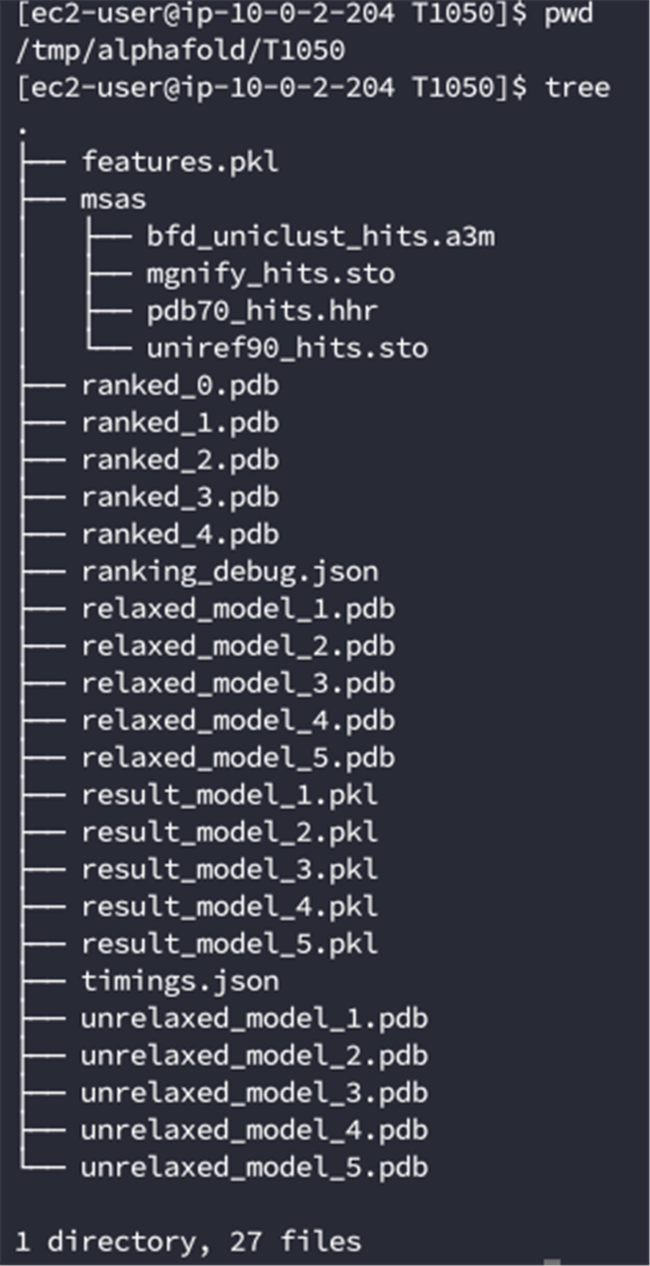 [ec2-user@ip-10-0-2-204 T1050]$ pwd
/tmp/alphafold/T1050
[ec2-user@ip-10-0-2-204 T1050]$ tree
.
├── features.pkl
├── msas
│   ├── bfd_uniclust_hits.a3m
│   ├── mgnify_hits.sto
│   ├── pdb70_hits.hhr
│   └── uniref90_hits.sto
├── ranked_0.pdb
├── ranked_1.pdb
├── ranked_2.pdb
├── ranked_3.pdb
├── ranked_4.pdb
├── ranking_debug.json
├── relaxed_model_1.pdb
├── relaxed_model_2.pdb
├── relaxed_model_3.pdb
├── relaxed_model_4.pdb
├── relaxed_model_5.pdb
├── result_model_1.pkl
├── result_model_2.pkl
├── result_model_3.pkl
├── result_model_4.pkl
├── result_model_5.pkl
├── timings.json
├── unrelaxed_model_1.pdb
├── unrelaxed_model_2.pdb
├── unrelaxed_model_3.pdb
├── unrelaxed_model_4.pdb
└── unrelaxed_model_5.pdb
1 directory, 27 files